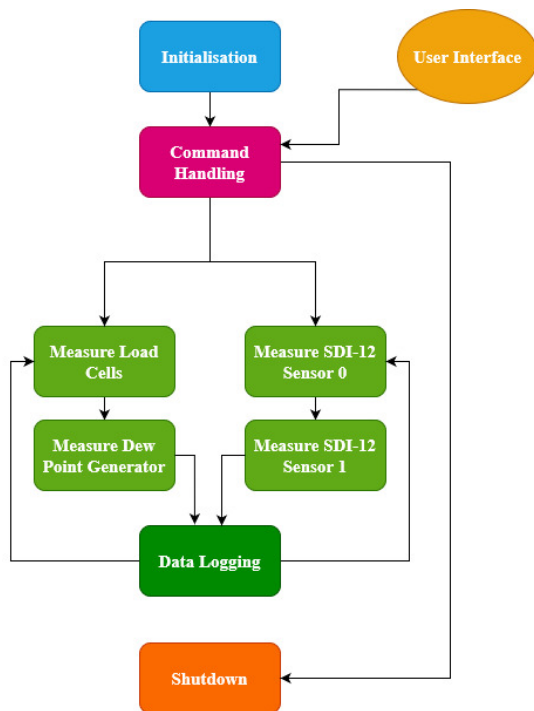 Initialisation
User Interface
Command
Handling
Measure Load
Cells
Measure SDI-12
Sensor 0
Measure Dew
Point Generator
Measure SDI-12
Sensor 1
Data Logging
Shutdown